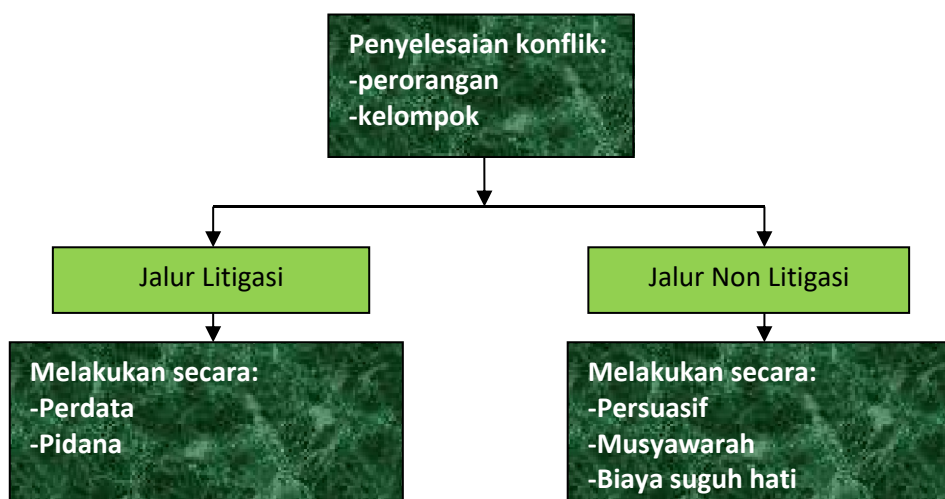 Penyelesaian konflik:
-perorangan
-kelompok
Jalur Litigasi
Jalur Non Litigasi
Melakukan secara:
-Perdata
-Pidana
Melakukan secara:
-Persuasif
-Musyawarah
-Biaya suguh hati